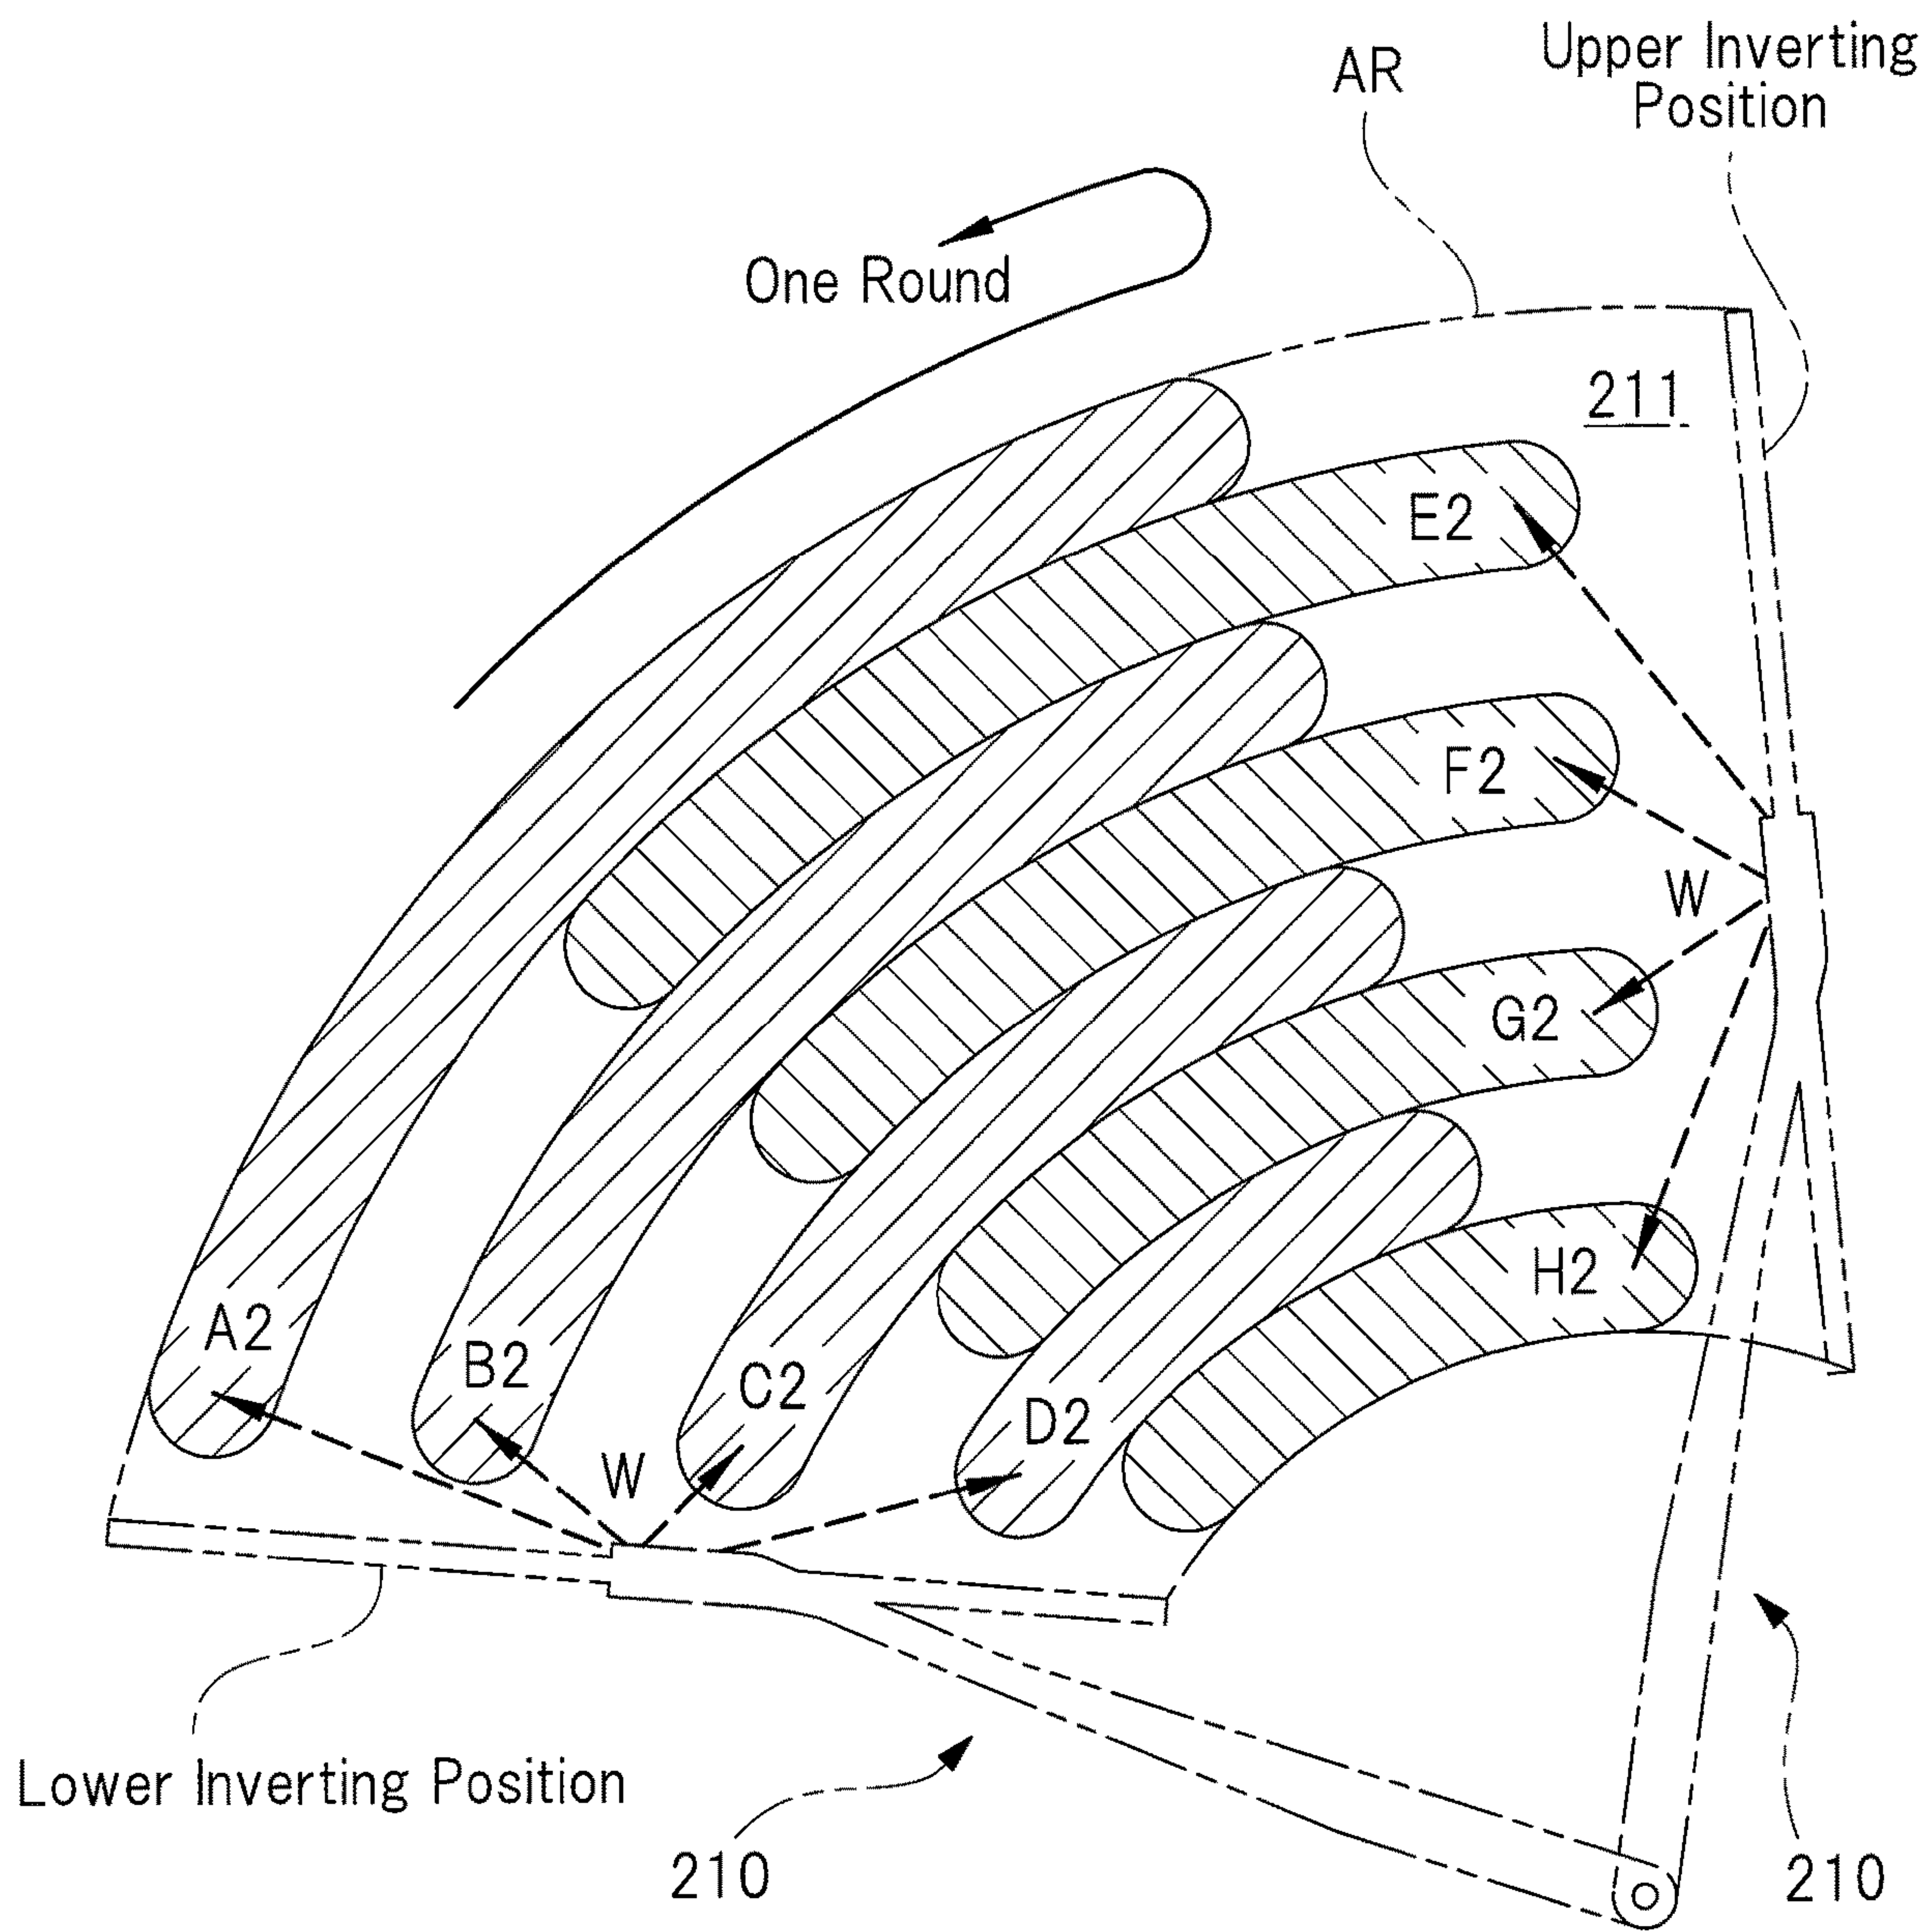 Upper Inverting
Position
AR
One Round
211
E2
F2
W
G2
H2
A2
B2
C2
D2
W
Lower Inverting Position
210
210